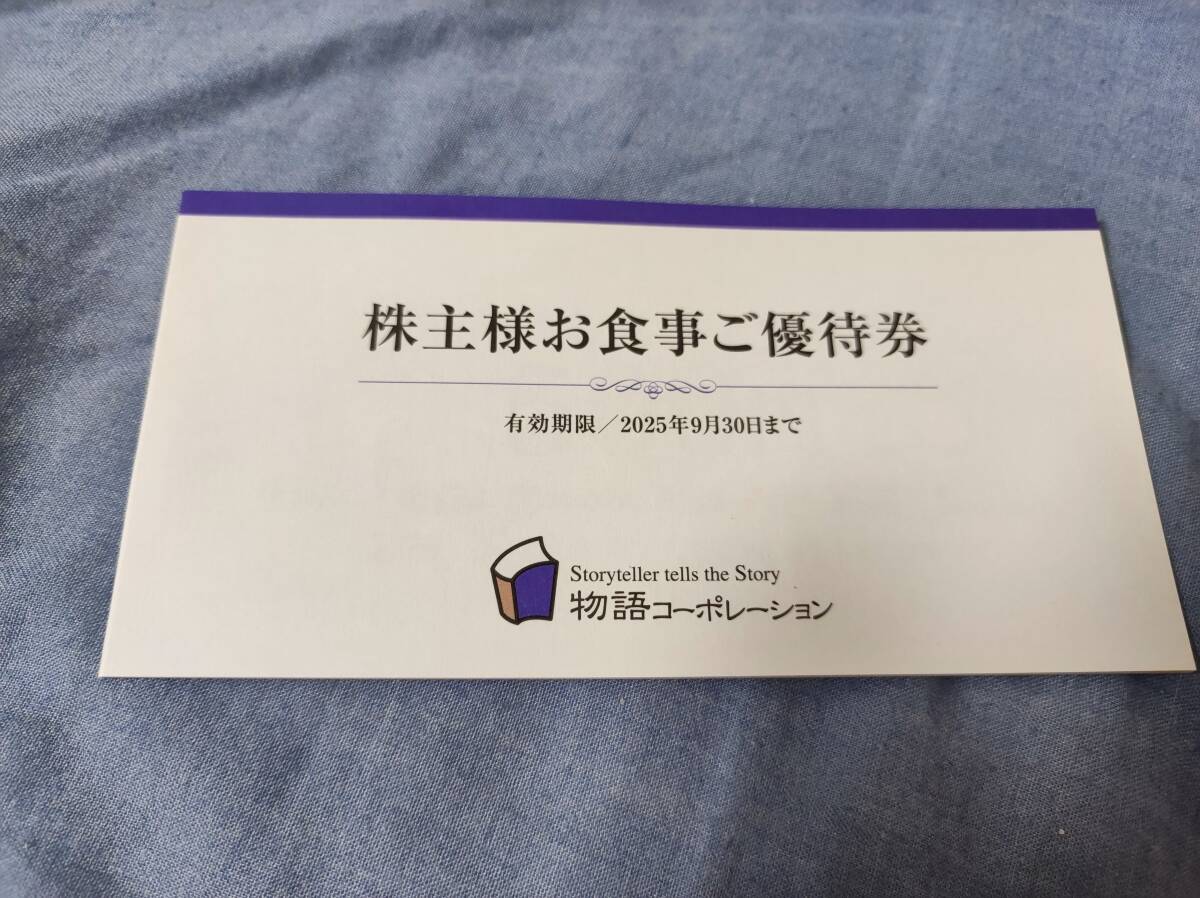 株主様お食事ご優待券
有効期限／2025年9月30日まで
Storyteller tells the Story
物語コーポレーション